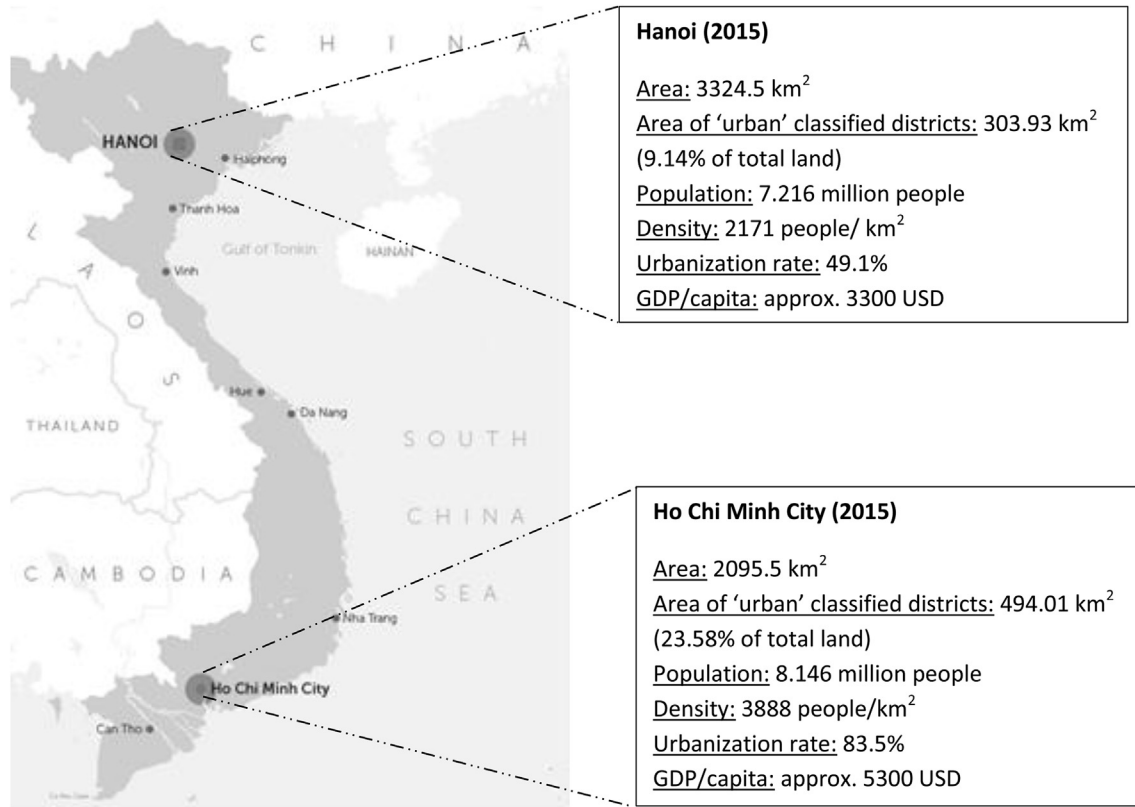 Hanoi (2015)
Area: 3324.5 km²
Area of ‘urban’ classified districts: 303.93 km²
(9.14% of total land)
Population: 7.216 million people
Density: 2171 people/ km²
Urbanization rate: 49.1%
GDP/capita: approx. 3300 USD
CHINA
HANOI
Haiphong
Thanh Hoa
Gulf of Tonkin
HAINAN
Vinh
LAOS
Hue
Da Nang
THAILAND
SOUTH
CHINA
SEA
CAMBODIA
Nha Trang
Ho Chi Minh City
Can Tho
Ho Chi Minh City (2015)
Area: 2095.5 km²
Area of ‘urban’ classified districts: 494.01 km²
(23.58% of total land)
Population: 8.146 million people
Density: 3888 people/km²
Urbanization rate: 83.5%
GDP/capita: approx. 5300 USD